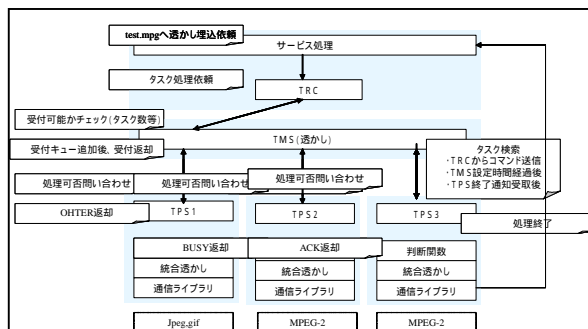 test.mpgへ透かし埋込依頼
サービス処理
タスク処理依頼
TRC
受付可能かチェック(タスク数等)
TMS(透かし)
受付キュー追加後、受付返却
タスク検索
・TRCからコマンド送信
・TMS設定時間経過後
・TPS終了通知受取後
処理可否問い合わせ
処理可否問い合わせ
処理可否問い合わせ
OHTER返却
TPS1
TPS2
TPS3
処理終了
BUSY返却
ACK返却
判断関数
統合透かし
統合透かし
統合透かし
通信ライブラリ
通信ライブラリ
通信ライブラリ
Jpeg,gif
MPEG-2
MPEG-2